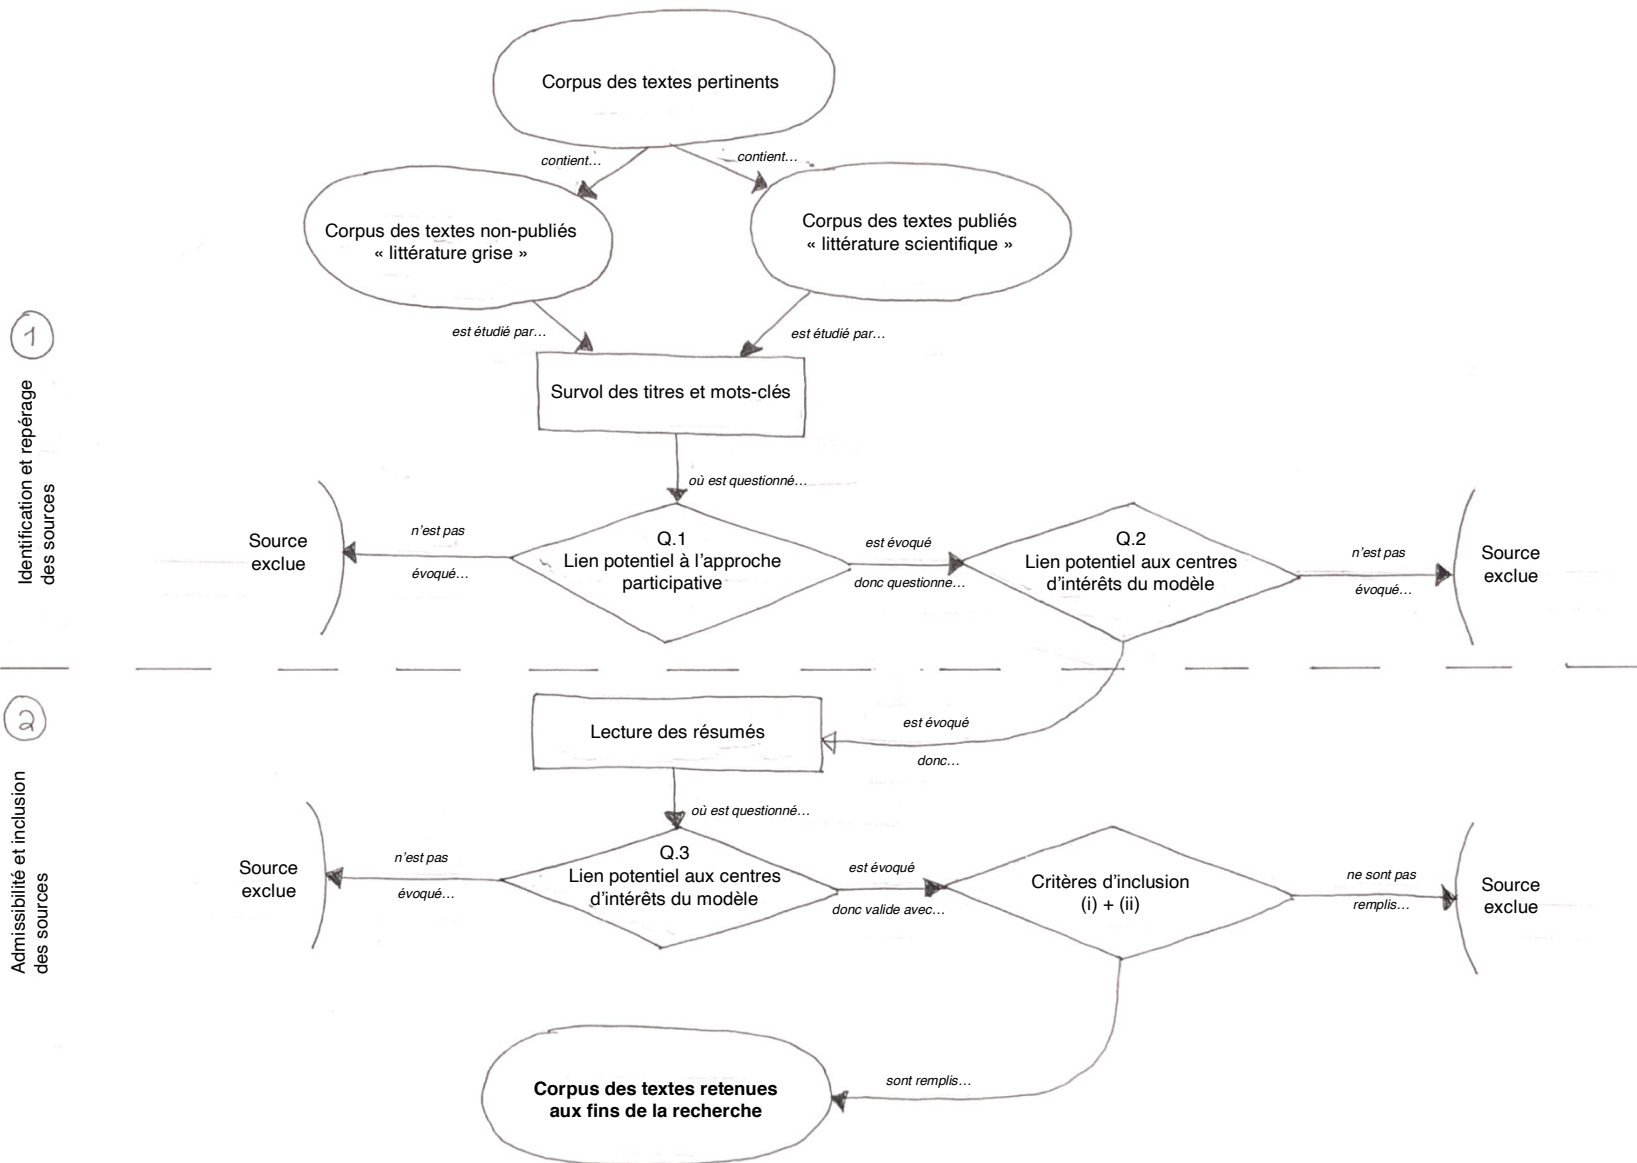 Corpus des textes pertinents
contient…
contient…
Corpus des textes non-publiés
« littérature grise »
Corpus des textes publiés
« littérature scientifique »
est étudié par…
est étudié par…
1
Identification et repérage
des sources
Survol des titres et mots-clés
où est questionné…
Source
exclue
n'est pas
évoqué…
Q.1
Lien potentiel à l'approche
participative
est évoqué
donc questionne…
Q.2
Lien potentiel aux centres
d'intérêts du modèle
n'est pas
évoqué…
Source
exclue
2
Admissibilité et inclusion
des sources
Lecture des résumés
est évoqué
donc…
où est questionné…
Source
exclue
n'est pas
évoqué…
Q.3
Lien potentiel aux centres
d'intérêts du modèle
est évoqué
donc valide avec…
Critères d'inclusion
(i) + (ii)
ne sont pas
remplis…
Source
exclue
sont remplis…
Corpus des textes retenues
aux fins de la recherche